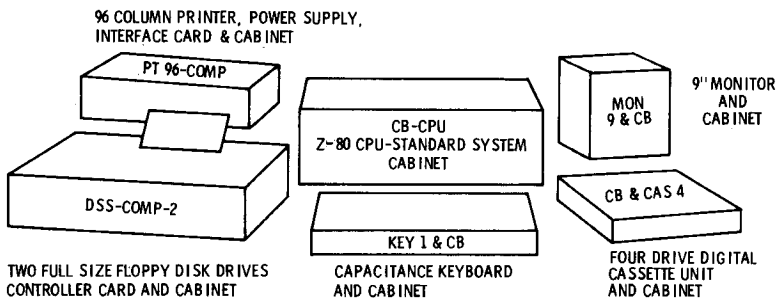 96 COLUMN PRINTER, POWER SUPPLY,
INTERFACE CARD & CABINET
PT 96-COMP
DSS-COMP-2
TWO FULL SIZE FLOPPY DISK DRIVES
CONTROLLER CARD AND CABINET
CB-CPU
Z-80 CPU-STANDARD SYSTEM
CABINET
KEY 1 & CB
CAPACITANCE KEYBOARD
AND CABINET
MON
9 & CB
9" MONITOR
AND
CABINET
CB & CAS 4
FOUR DRIVE DIGITAL
CASSETTE UNIT
AND CABINET